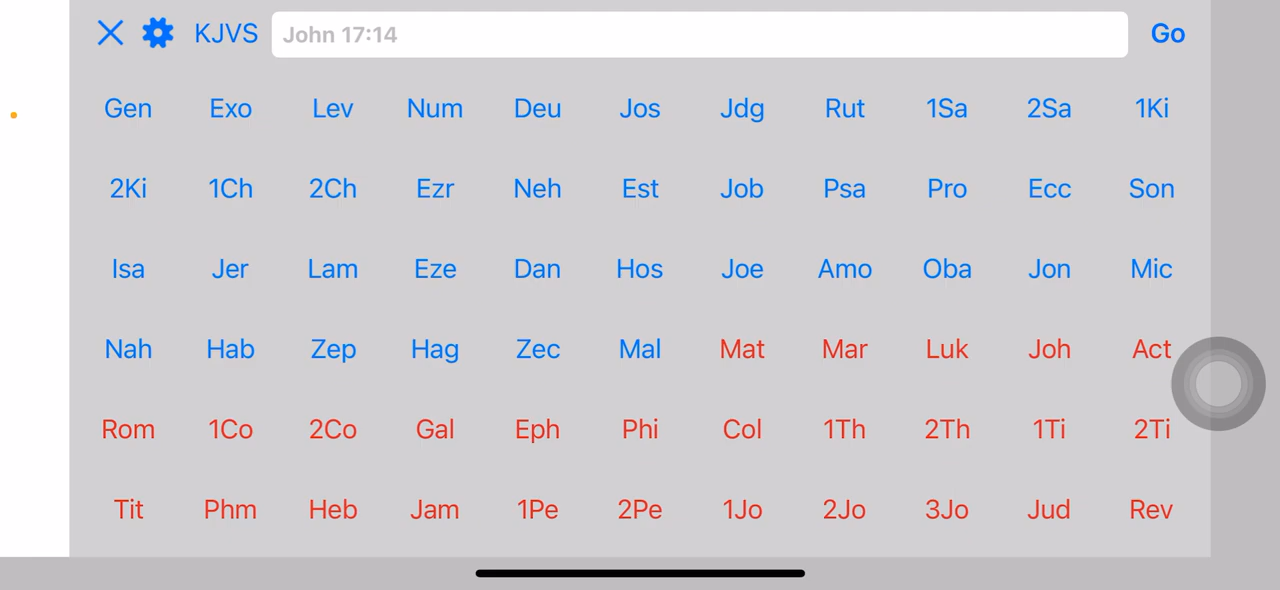 KJVS John 17:14 Go
Gen Exo Lev Num Deu Jos Jdg Rut 1Sa 2Sa 1Ki
2Ki 1Ch 2Ch Ezr Neh Est Job Psa Pro Ecc Son
Isa Jer Lam Eze Dan Hos Joe Amo Oba Jon Mic
Nah Hab Zep Hag Zec Mal Mat Mar Luk Joh Act
Rom 1Co 2Co Gal Eph Phi Col 1Th 2Th 1Ti 2Ti
Tit Phm Heb Jam 1Pe 2Pe 1Jo 2Jo 3Jo Jud Rev